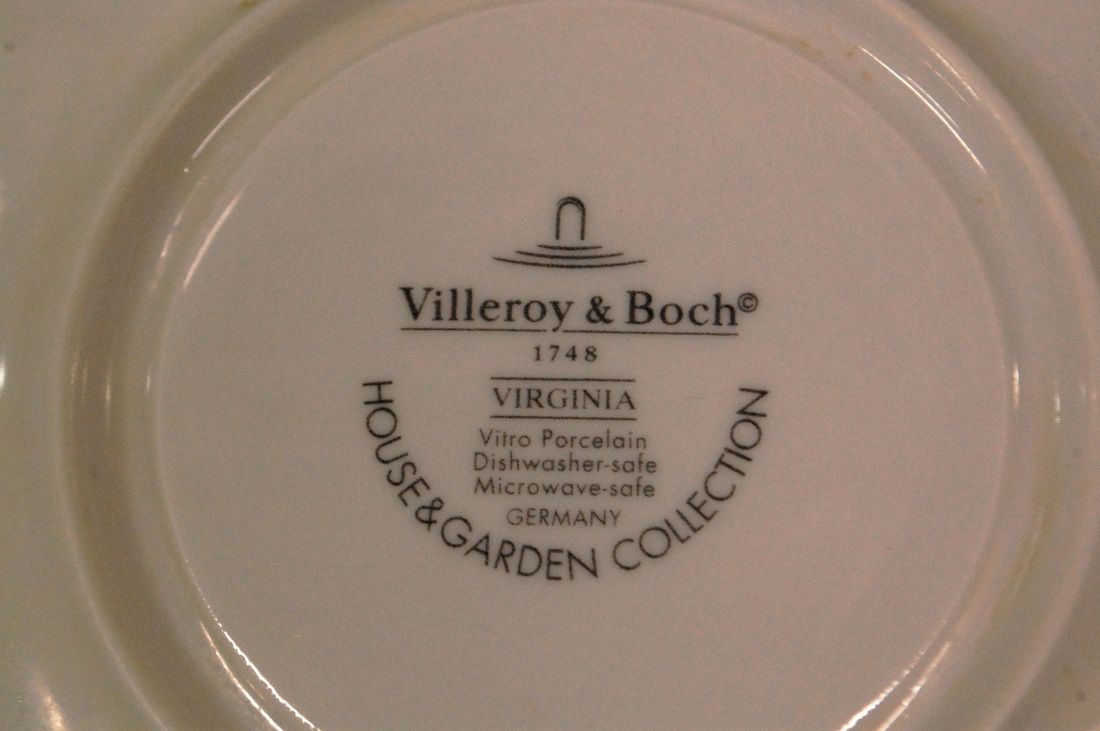 Villeroy & Boch©
1748
VIRGINIA
Vitro Porcelain
Dishwasher-safe
Microwave-safe
GERMANY
HOUSE & GARDEN COLLECTION